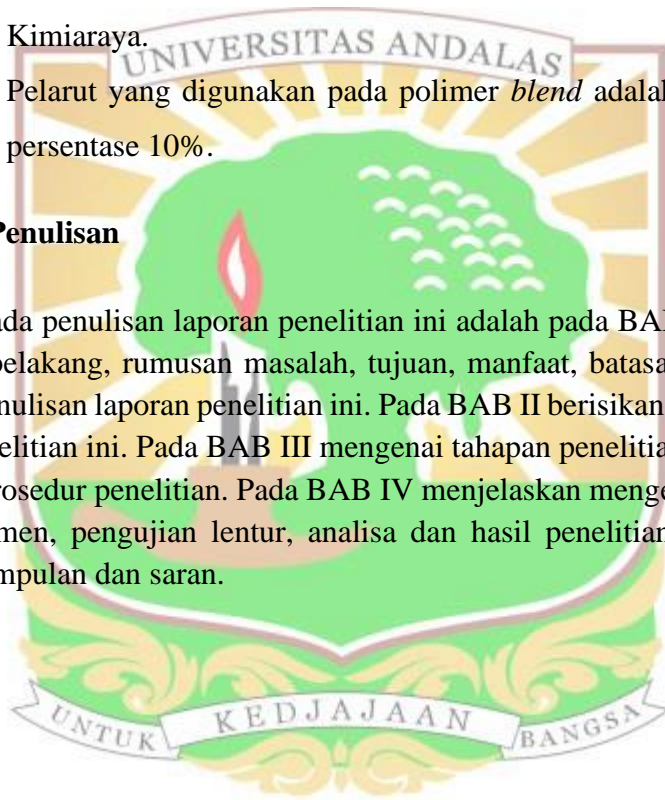 Kimiaraya.
UNIVERSITAS ANDALAS
Pelarut yang digunakan pada polimer blend adalah
persentase 10%.
Penulisan
ada penulisan laporan penelitian ini adalah pada BAB
belakang, rumusan masalah, tujuan, manfaat, batasa
nulisan laporan penelitian ini. Pada BAB II berisikan
elitian ini. Pada BAB III mengenai tahapan penelitia
rosedur penelitian. Pada BAB IV menjelaskan menge
men, pengujian lentur, analisa dan hasil penelitian
mpulan dan saran.
UNTUK KEDJAJAAN BANGSA